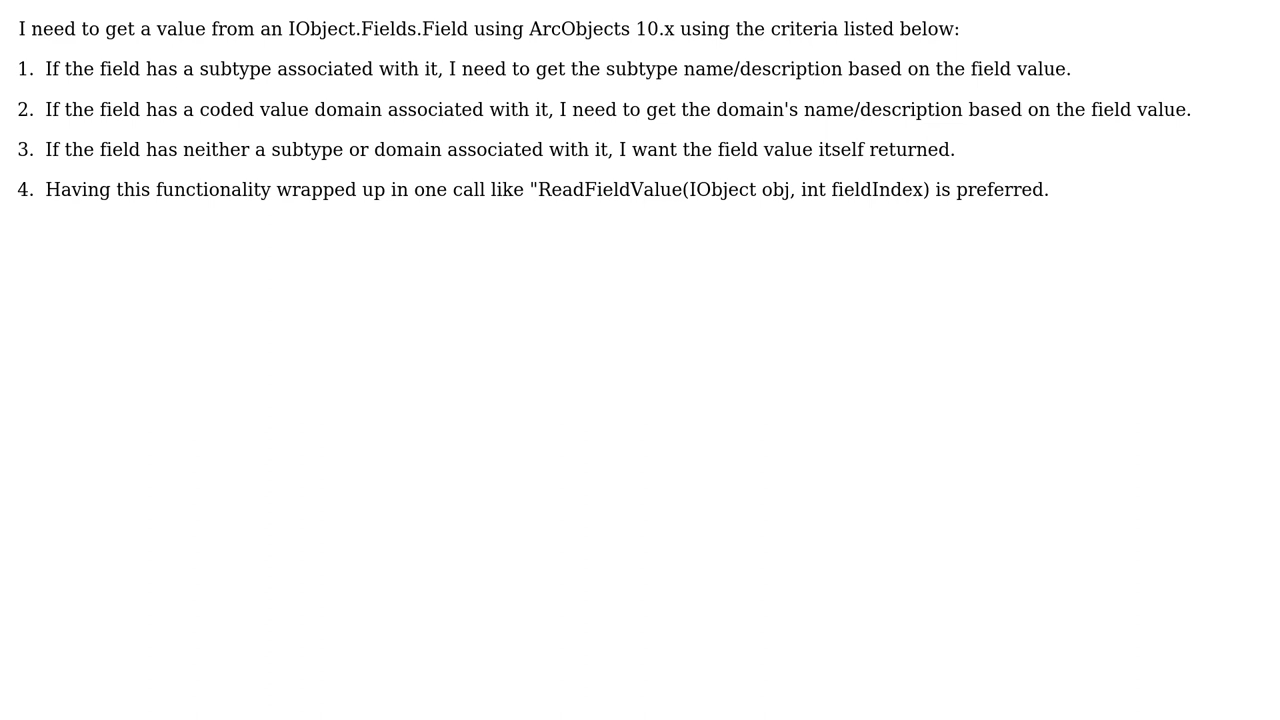 I need to get a value from an IObject.Fields.Field using ArcObjects 10.x using the criteria listed below:
1. If the field has a subtype associated with it, I need to get the subtype name/description based on the field value.
2. If the field has a coded value domain associated with it, I need to get the domain's name/description based on the field value.
3. If the field has neither a subtype or domain associated with it, I want the field value itself returned.
4. Having this functionality wrapped up in one call like "ReadFieldValue(IObject obj, int fieldIndex) is preferred.